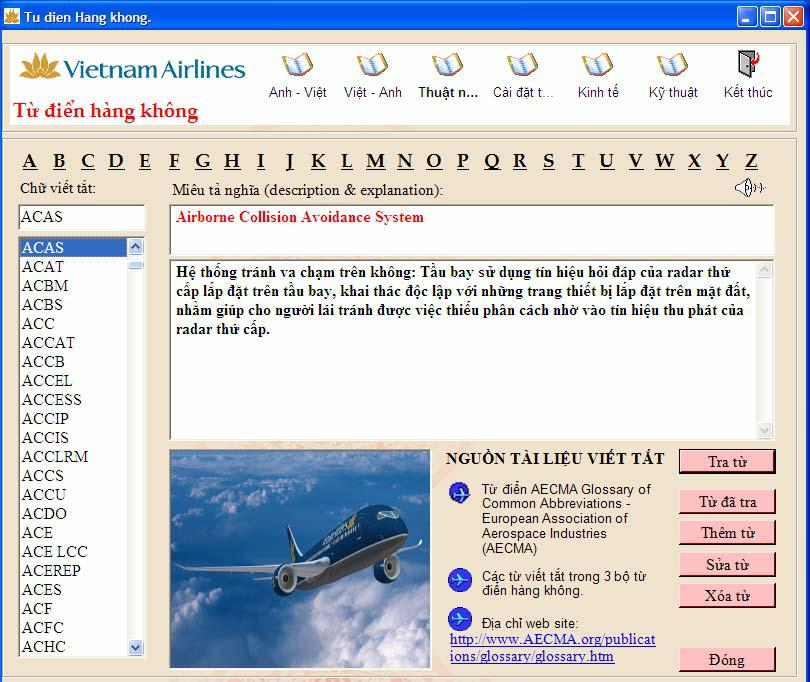 Tu dien Hang khong.
Vietnam Airlines
Từ điển hàng không
Anh - Việt
Việt - Anh
Thuật n...
Cài đặt t...
Kinh tế
Kỹ thuật
Kết thúc
A B C D E F G H I J K L M N O P Q R S T U V W X Y Z
Chữ viết tắt:
Miêu tả nghĩa (description & explanation):
ACAS
Airborne Collision Avoidance System
ACAS
ACAT
ACBM
ACBS
ACC
ACCAT
ACCB
ACCEL
ACCESS
ACCIP
ACCIS
ACCLRM
ACCS
ACCU
ACDO
ACE
ACE LCC
ACEREP
ACES
ACF
ACFC
ACHC
Hệ thống tránh va chạm trên không: Tầu bay sử dụng tín hiệu hỏi đáp của radar thứ
cấp lắp đặt trên tầu bay, khai thác độc lập với những trang thiết bị lắp đặt trên mặt đất,
nhằm giúp cho người lái tránh được việc thiếu phân cách nhờ vào tín hiệu thu phát của
radar thứ cấp.
NGUỒN TÀI LIỆU VIẾT TẮT
Từ điển AECMA Glossary of
Common Abbreviations -
European Association of
Aerospace Industries
(AECMA)
Các từ viết tắt trong 3 bộ từ
điển hàng không.
Địa chỉ web site:
http://www.AECMA.org/publicat
ions/glossary/glossary.htm
Tra từ
Từ đã tra
Thêm từ
Sửa từ
Xóa từ
Đóng